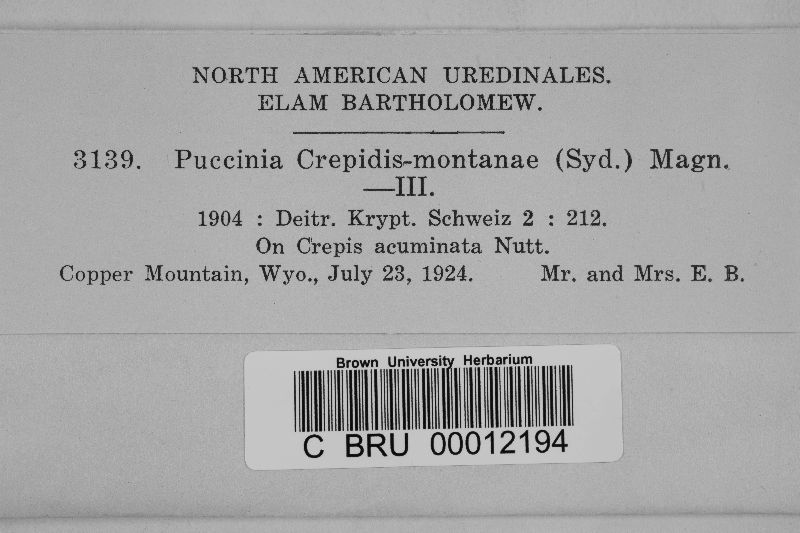 NORTH AMERICAN UREDINALES.
ELAM BARTHOLOMEW.
3139. Puccinia Crepidis-montanae (Syd.) Magn.
—III.
1904 : Deitr. Krypt. Schweiz 2 : 212.
On Crepis acuminata Nutt.
Copper Mountain, Wyo., July 23, 1924. Mr. and Mrs. E. B.
Brown University Herbarium
C BRU 00012194